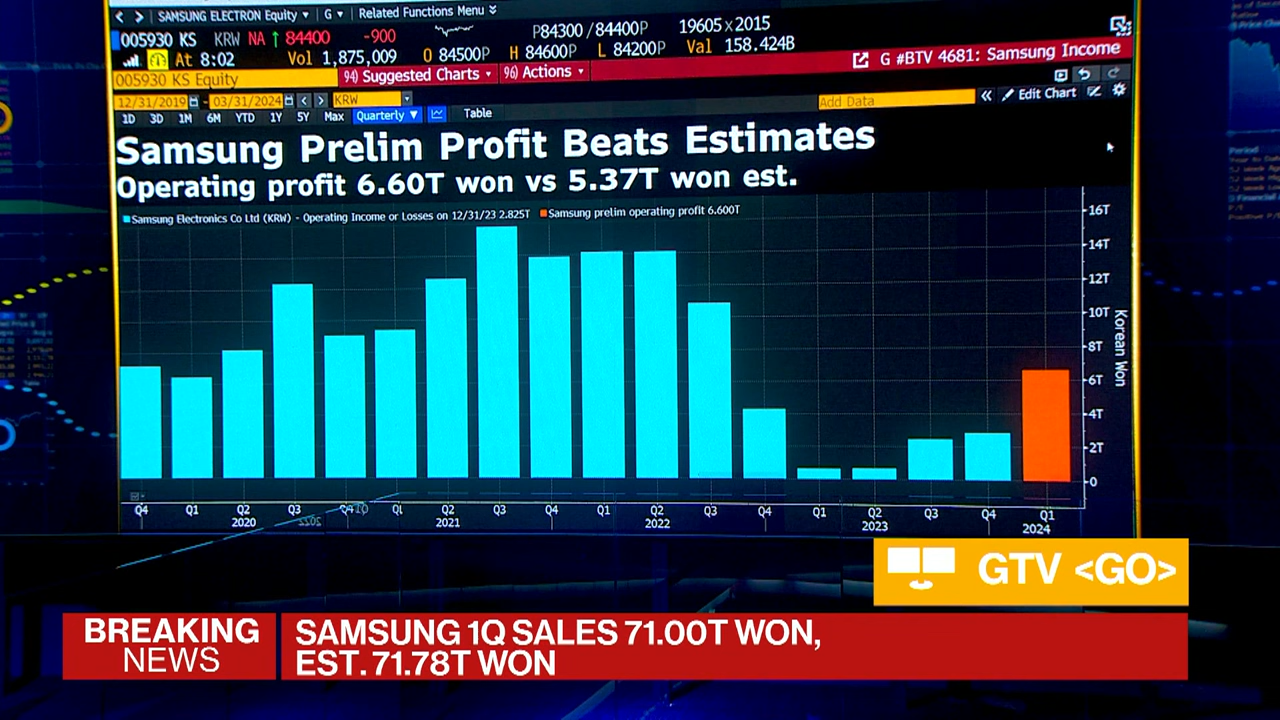 SAMSUNG ELECTRON Equity ▾ | G ▾ | Related Functions Menu
005930 KS KRW NA ↑ 84400 -900 P84300 / 84400P 19605 x 2015
At 8:02 Vol 1,875,009 O 84500P H 84600P L 84200P Val 158.424B
005930 KS Equity 94) Suggested Charts ▾ 96) Actions ▾ G #BTV 4681: Samsung Income
12/31/2019 - 03/31/2024 < > KRW Add Data « Edit Chart
1D 3D 1M 6M YTD 1Y 5Y Max Quarterly ▼ Table
Samsung Prelim Profit Beats Estimates
Operating profit 6.60T won vs 5.37T won est.
Samsung Electronics Co Ltd (KRW) - Operating Income or Losses on 12/31/23 2.825T Samsung prelim operating profit 6.600T
16T
14T
12T
10T
8T
6T
4T
2T
0
Korean Won
Q4 Q1 Q2 Q3 Q4 Q1 Q2 Q3 Q4 Q1 Q2 Q3 Q4 Q1 Q2 Q3 Q4 Q1
2020 2021 2022 2023 2024
GTV <GO>
BREAKING
NEWS
SAMSUNG 1Q SALES 71.00T WON,
EST. 71.78T WON